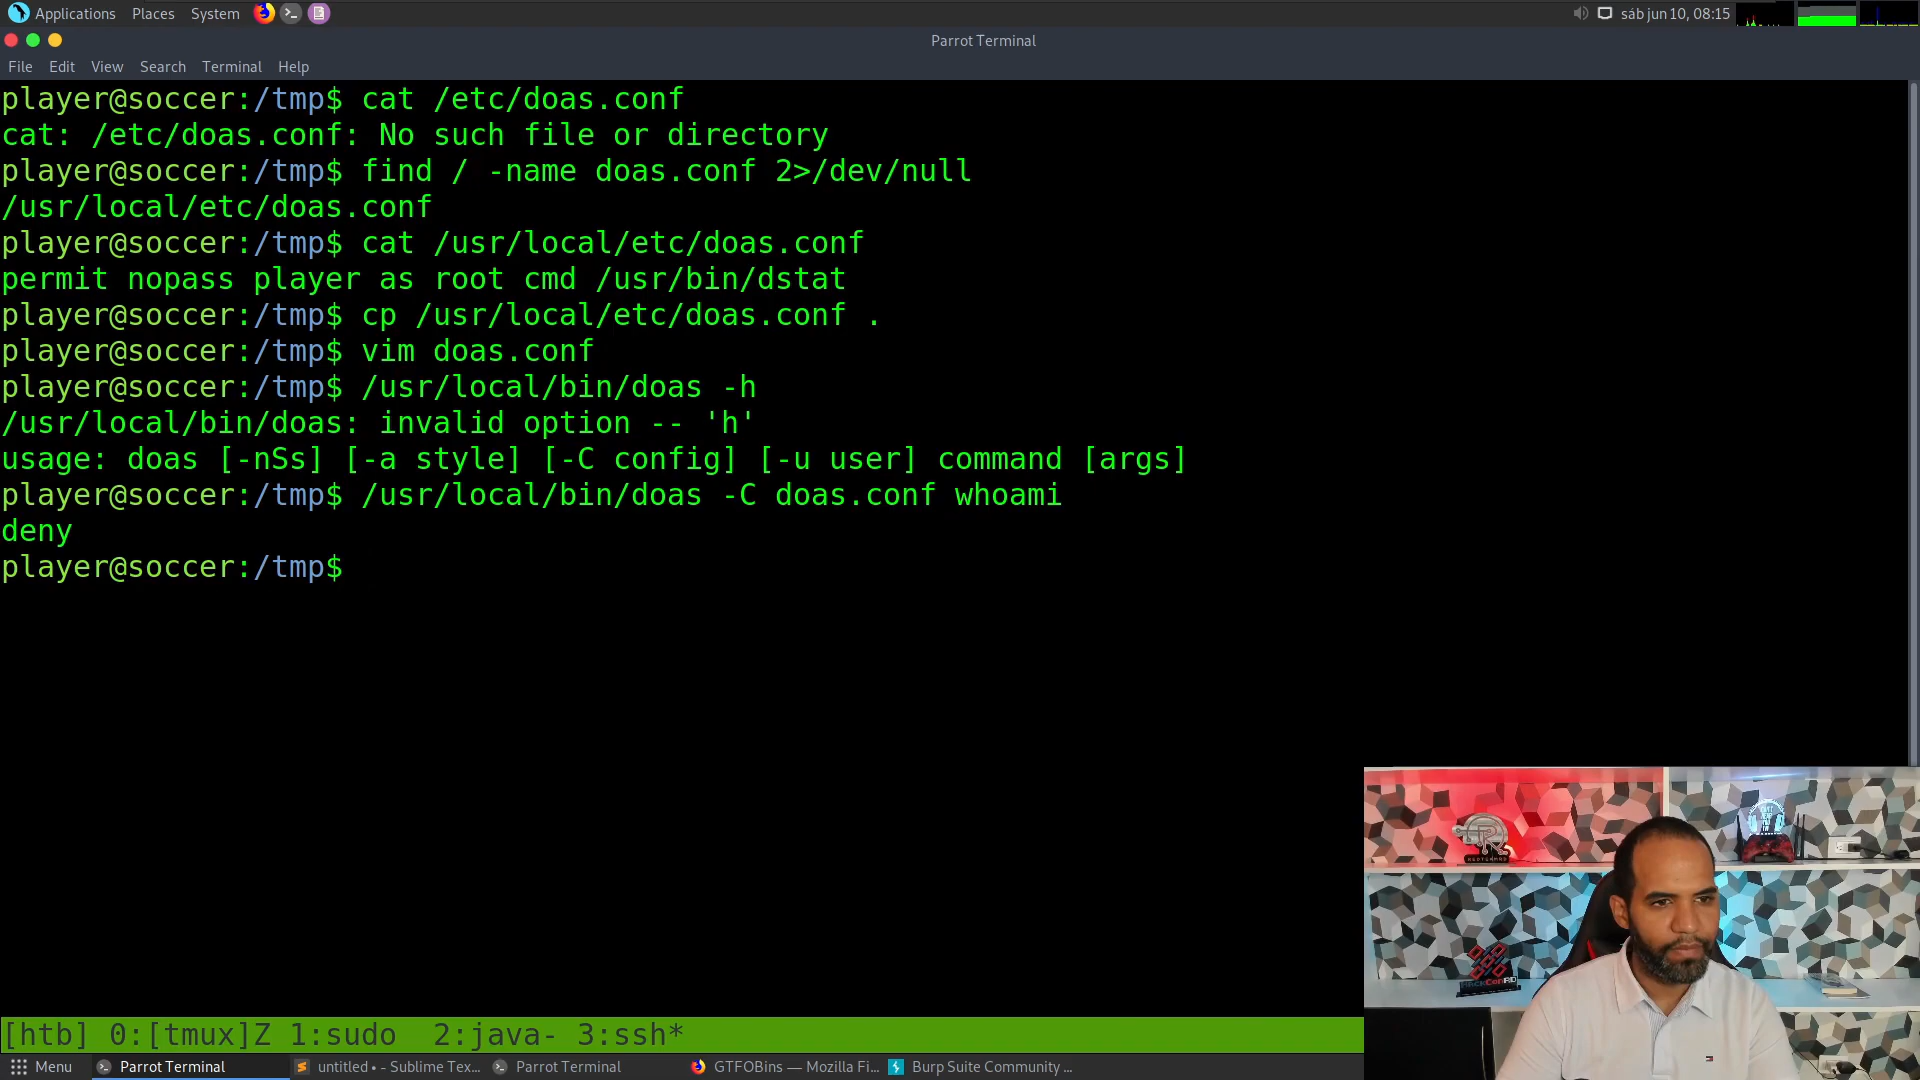 Applications Places System sáb jun 10, 08:15
Parrot Terminal
File Edit View Search Terminal Help
player@soccer:/tmp$ cat /etc/doas.conf
cat: /etc/doas.conf: No such file or directory
player@soccer:/tmp$ find / -name doas.conf 2>/dev/null
/usr/local/etc/doas.conf
player@soccer:/tmp$ cat /usr/local/etc/doas.conf
permit nopass player as root cmd /usr/bin/dstat
player@soccer:/tmp$ cp /usr/local/etc/doas.conf .
player@soccer:/tmp$ vim doas.conf
player@soccer:/tmp$ /usr/local/bin/doas -h
/usr/local/bin/doas: invalid option -- 'h'
usage: doas [-nSs] [-a style] [-C config] [-u user] command [args]
player@soccer:/tmp$ /usr/local/bin/doas -C doas.conf whoami
deny
player@soccer:/tmp$
[htb] 0:[tmux]Z 1:sudo 2:java- 3:ssh*
Menu Parrot Terminal untitled • - Sublime Tex... Parrot Terminal GTFOBins — Mozilla Fi... Burp Suite Community ...